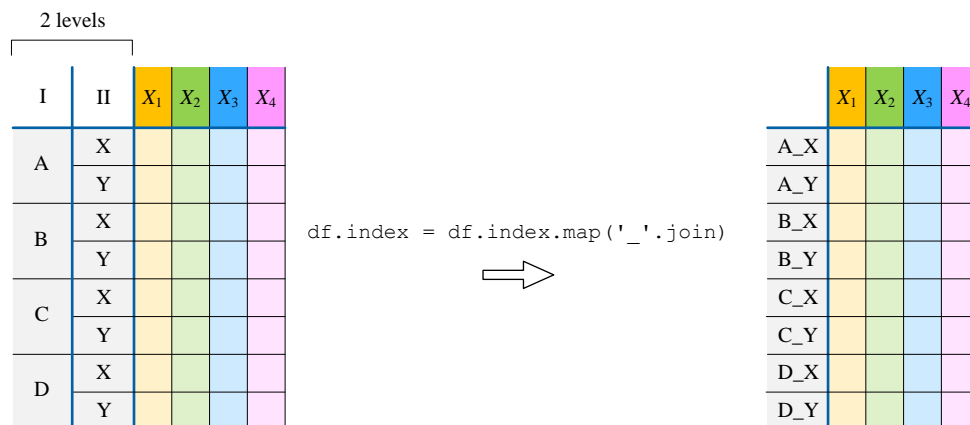 2 levels
I II X₁ X₂ X₃ X₄
A X
Y
B X
Y
C X
Y
D X
Y
df.index = df.index.map('_'.join)
X₁ X₂ X₃ X₄
A_X
A_Y
B_X
B_Y
C_X
C_Y
D_X
D_Y